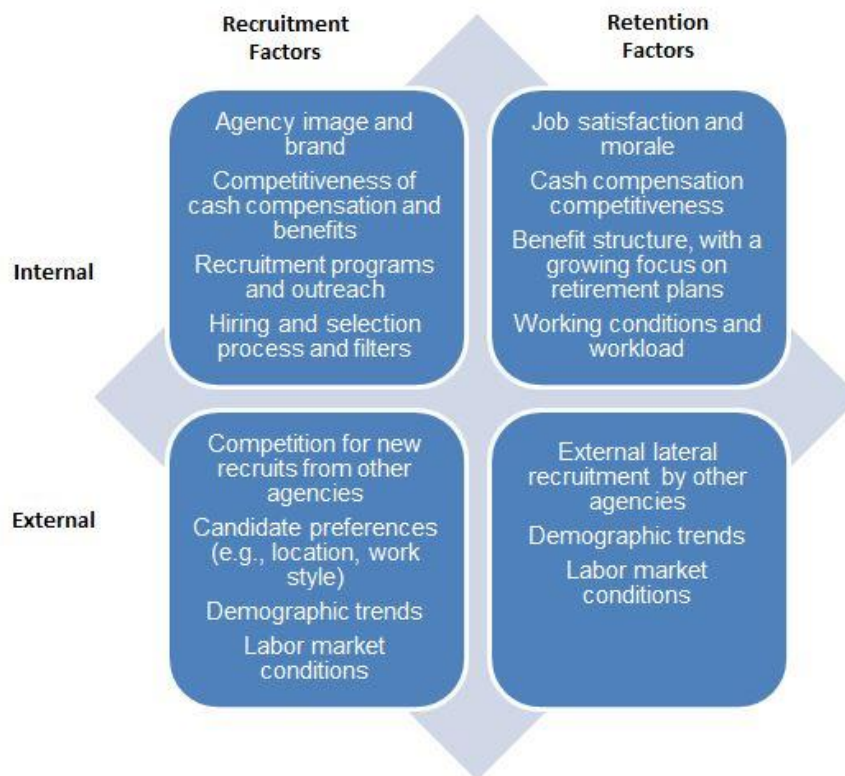 Recruitment
Factors
Retention
Factors
Internal
Agency image and
brand
Competitiveness of
cash compensation and
benefits
Recruitment programs
and outreach
Hiring and selection
process and filters
Job satisfaction and
morale
Cash compensation
competitiveness
Benefit structure, with a
growing focus on
retirement plans
Working conditions and
workload
External
Competition for new
recruits from other
agencies
Candidate preferences
(e.g., location, work
style)
Demographic trends
Labor market
conditions
External lateral
recruitment by other
agencies
Demographic trends
Labor market
conditions